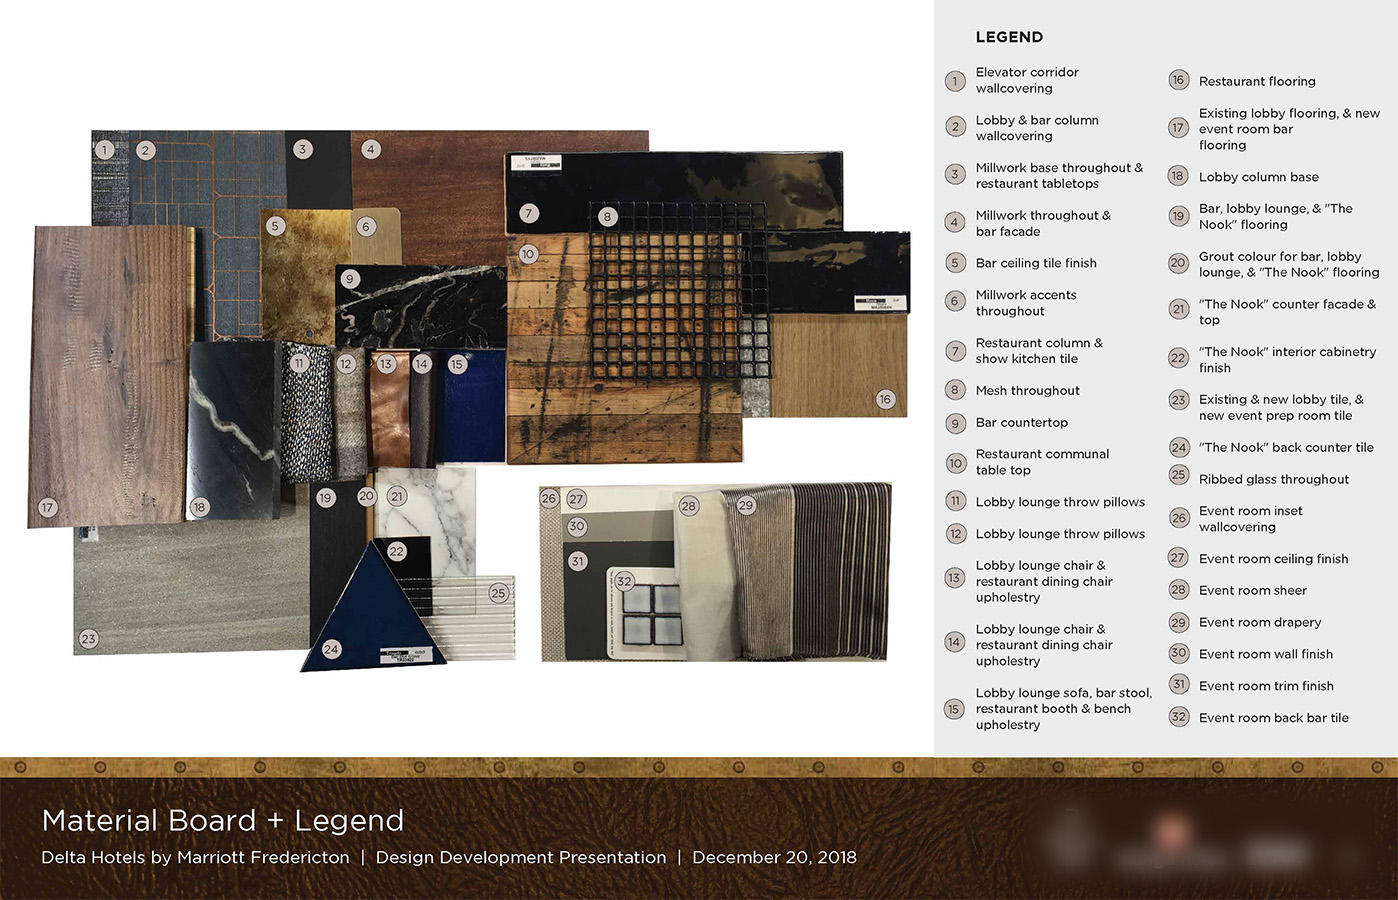 1
2
3
4
5
6
7
8
9
10
11
12
13
14
15
16
17
18
19
20
21
22
23
24
25
26
27
28
29
30
31
32
LEGEND
1 Elevator corridor
wallcovering
2 Lobby & bar column
wallcovering
3 Millwork base throughout &
restaurant tabletops
4 Millwork throughout &
bar facade
5 Bar ceiling tile finish
6 Millwork accents
throughout
7 Restaurant column &
show kitchen tile
8 Mesh throughout
9 Bar countertop
10 Restaurant communal
table top
11 Lobby lounge throw pillows
12 Lobby lounge throw pillows
13 Lobby lounge chair &
restaurant dining chair
upholestry
14 Lobby lounge chair &
restaurant dining chair
upholestry
15 Lobby lounge sofa, bar stool,
restaurant booth & bench
upholestry
16 Restaurant flooring
17 Existing lobby flooring, & new
event room bar
flooring
18 Lobby column base
19 Bar, lobby lounge, & "The
Nook" flooring
20 Grout colour for bar, lobby
lounge, & "The Nook" flooring
21 "The Nook" counter facade &
top
22 "The Nook" interior cabinetry
finish
23 Existing & new lobby tile, &
new event prep room tile
24 "The Nook" back counter tile
25 Ribbed glass throughout
26 Event room inset
wallcovering
27 Event room ceiling finish
28 Event room sheer
29 Event room drapery
30 Event room wall finish
31 Event room trim finish
32 Event room back bar tile
Material Board + Legend
Delta Hotels by Marriott Fredericton | Design Development Presentation | December 20, 2018